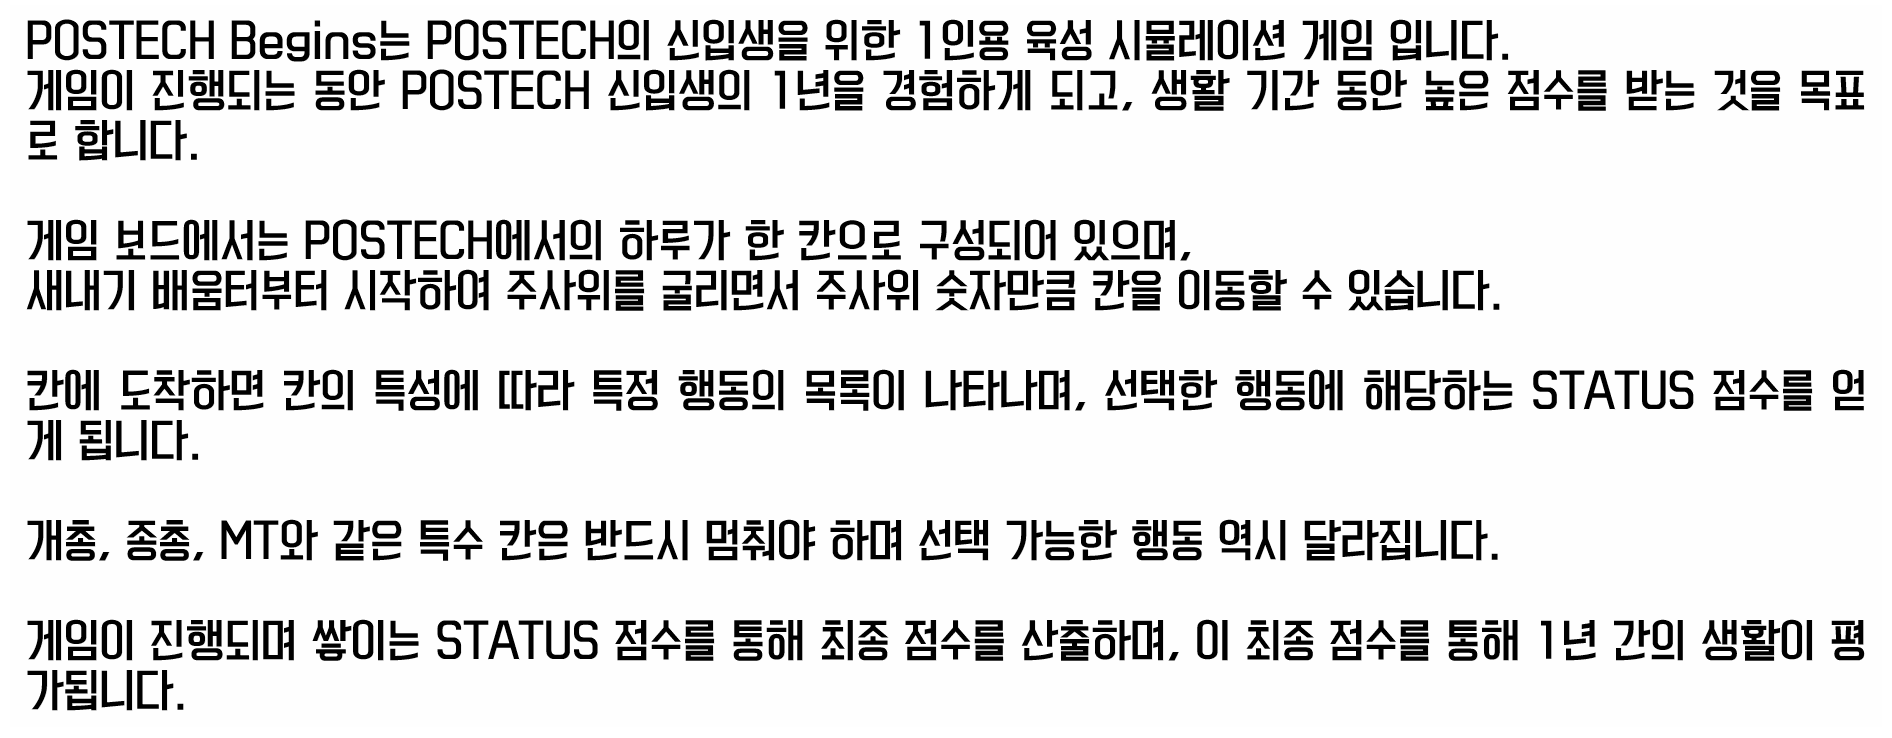 POSTECH Begins는 POSTECH의 신입생을 위한 1인용 육성 시뮬레이션 게임 입니다.
게임이 진행되는 동안 POSTECH 신입생의 1년을 경험하게 되고, 생활 기간 동안 높은 점수를 받는 것을 목표
로 합니다.
게임 보드에서는 POSTECH에서의 하루가 한 칸으로 구성되어 있으며,
새내기 배움터부터 시작하여 주사위를 굴리면서 주사위 숫자만큼 칸을 이동할 수 있습니다.
칸에 도착하면 칸의 특성에 따라 특정 행동의 목록이 나타나며, 선택한 행동에 해당하는 STATUS 점수를 얻
게 됩니다.
개총, 종총, MT와 같은 특수 칸은 반드시 멈춰야 하며 선택 가능한 행동 역시 달라집니다.
게임이 진행되며 쌓이는 STATUS 점수를 통해 최종 점수를 산출하며, 이 최종 점수를 통해 1년 간의 생활이 평
가됩니다.